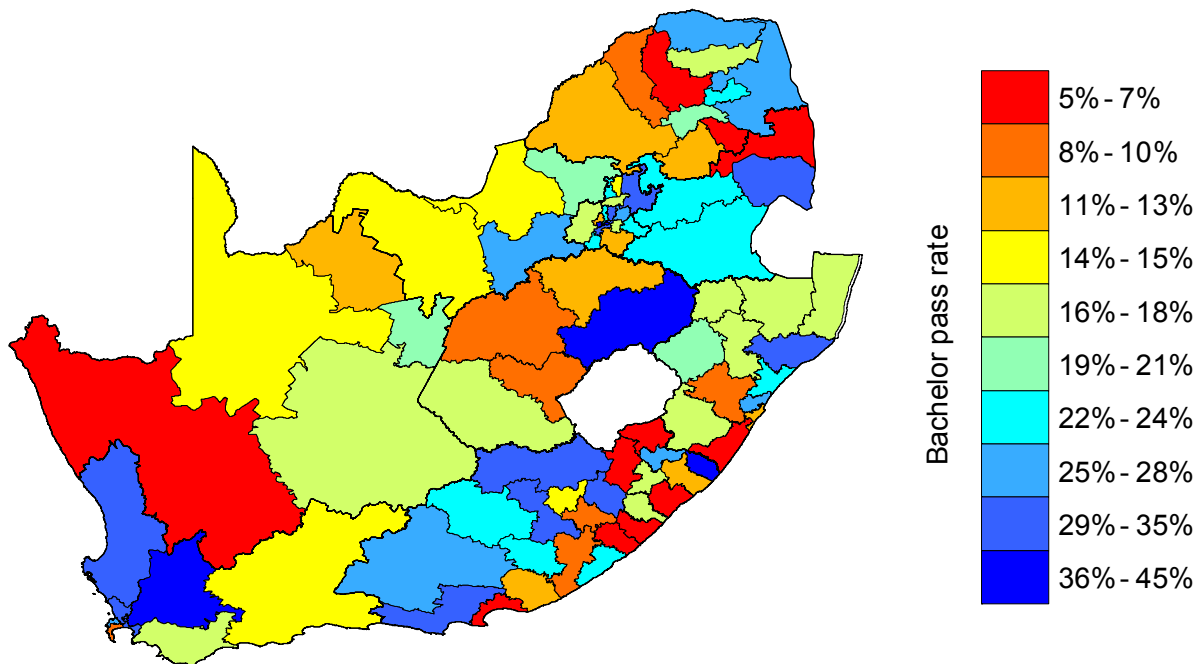 Bachelor pass rate
5% - 7%
8% - 10%
11% - 13%
14% - 15%
16% - 18%
19% - 21%
22% - 24%
25% - 28%
29% - 35%
36% - 45%